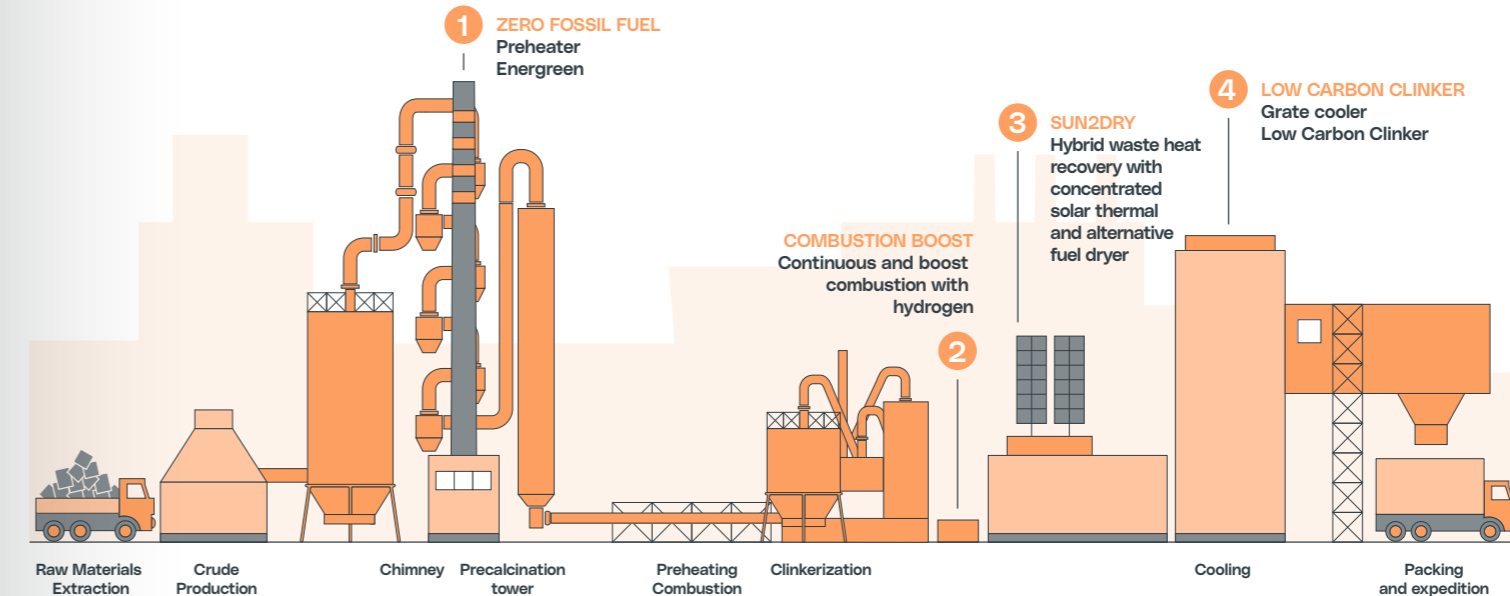 1
ZERO FOSSIL FUEL
Preheater
Energreen
COMBUSTION BOOST
Continuous and boost
combustion with
hydrogen
2
3
SUN2DRY
Hybrid waste heat
recovery with
concentrated
solar thermal
and alternative
fuel dryer
4
LOW CARBON CLINKER
Grate cooler
Low Carbon Clinker
Raw Materials
Extraction
Crude
Production
Chimney
Precalcination
tower
Preheating
Combustion
Clinkerization
Cooling
Packing
and expedition